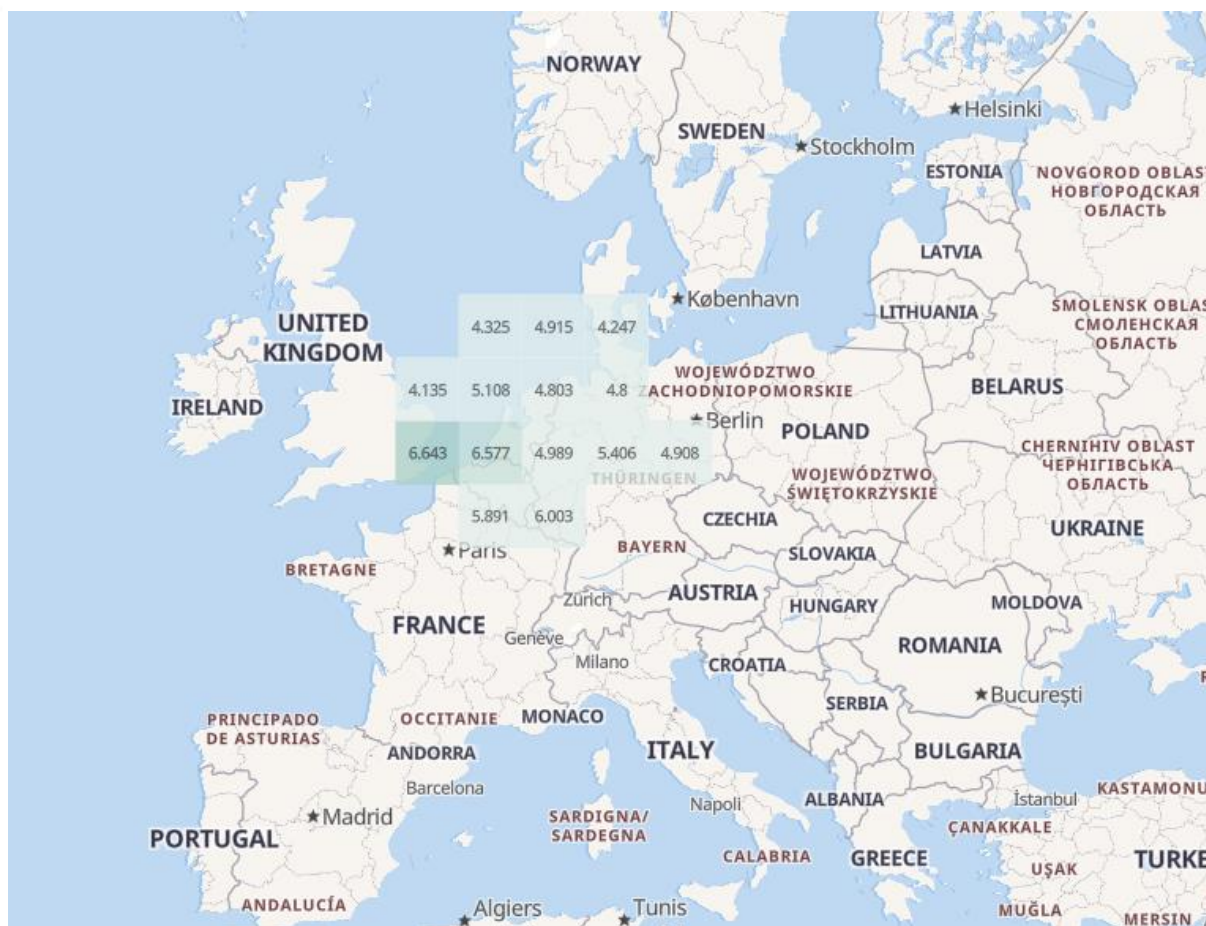 NORWAY
Helsinki
SWEDEN
Stockholm
ESTONIA
NOVGOROD OBLAST
НОВГОРОДСКАЯ
ОБЛАСТЬ
LATVIA
København
LITHUANIA
SMOLENSK OBLAS
СМОЛЕНСКАЯ
ОБЛАСТЬ
UNITED
KINGDOM
4.325 4.915 4.247
IRELAND
4.135 5.108 4.803 4.8
WOJEWÓDZTWO
ZACHODNIOPOMORSKIE
BELARUS
Berlin
POLAND
6.643 6.577 4.989 5.406 4.908
THÜRINGEN
WOJEWÓDZTWO
ŚWIĘTOKRZYSKIE
CHERNIHIV OBLAST
ЧЕРНІГІВСЬКА
ОБЛАСТЬ
5.891 6.003
CZECHIA
UKRAINE
Paris
BAYERN
SLOVAKIA
BRETAGNE
AUSTRIA
Zürich
HUNGARY
MOLDOVA
FRANCE
Genève
Milano
CROATIA
ROMANIA
București
SERBIA
PRINCIPADO
DE ASTURIAS
OCCITANIE
MONACO
ANDORRA
ITALY
BULGARIA
Barcelona
Napoli
ALBANIA
İstanbul
KASTAMONU
Madrid
SARDIGNA/
SARDEGNA
ÇANAKKALE
PORTUGAL
CALABRIA
GREECE
UŞAK
TURKE
ANDALUCÍA
Algiers
Tunis
MUĞLA
MERSIN